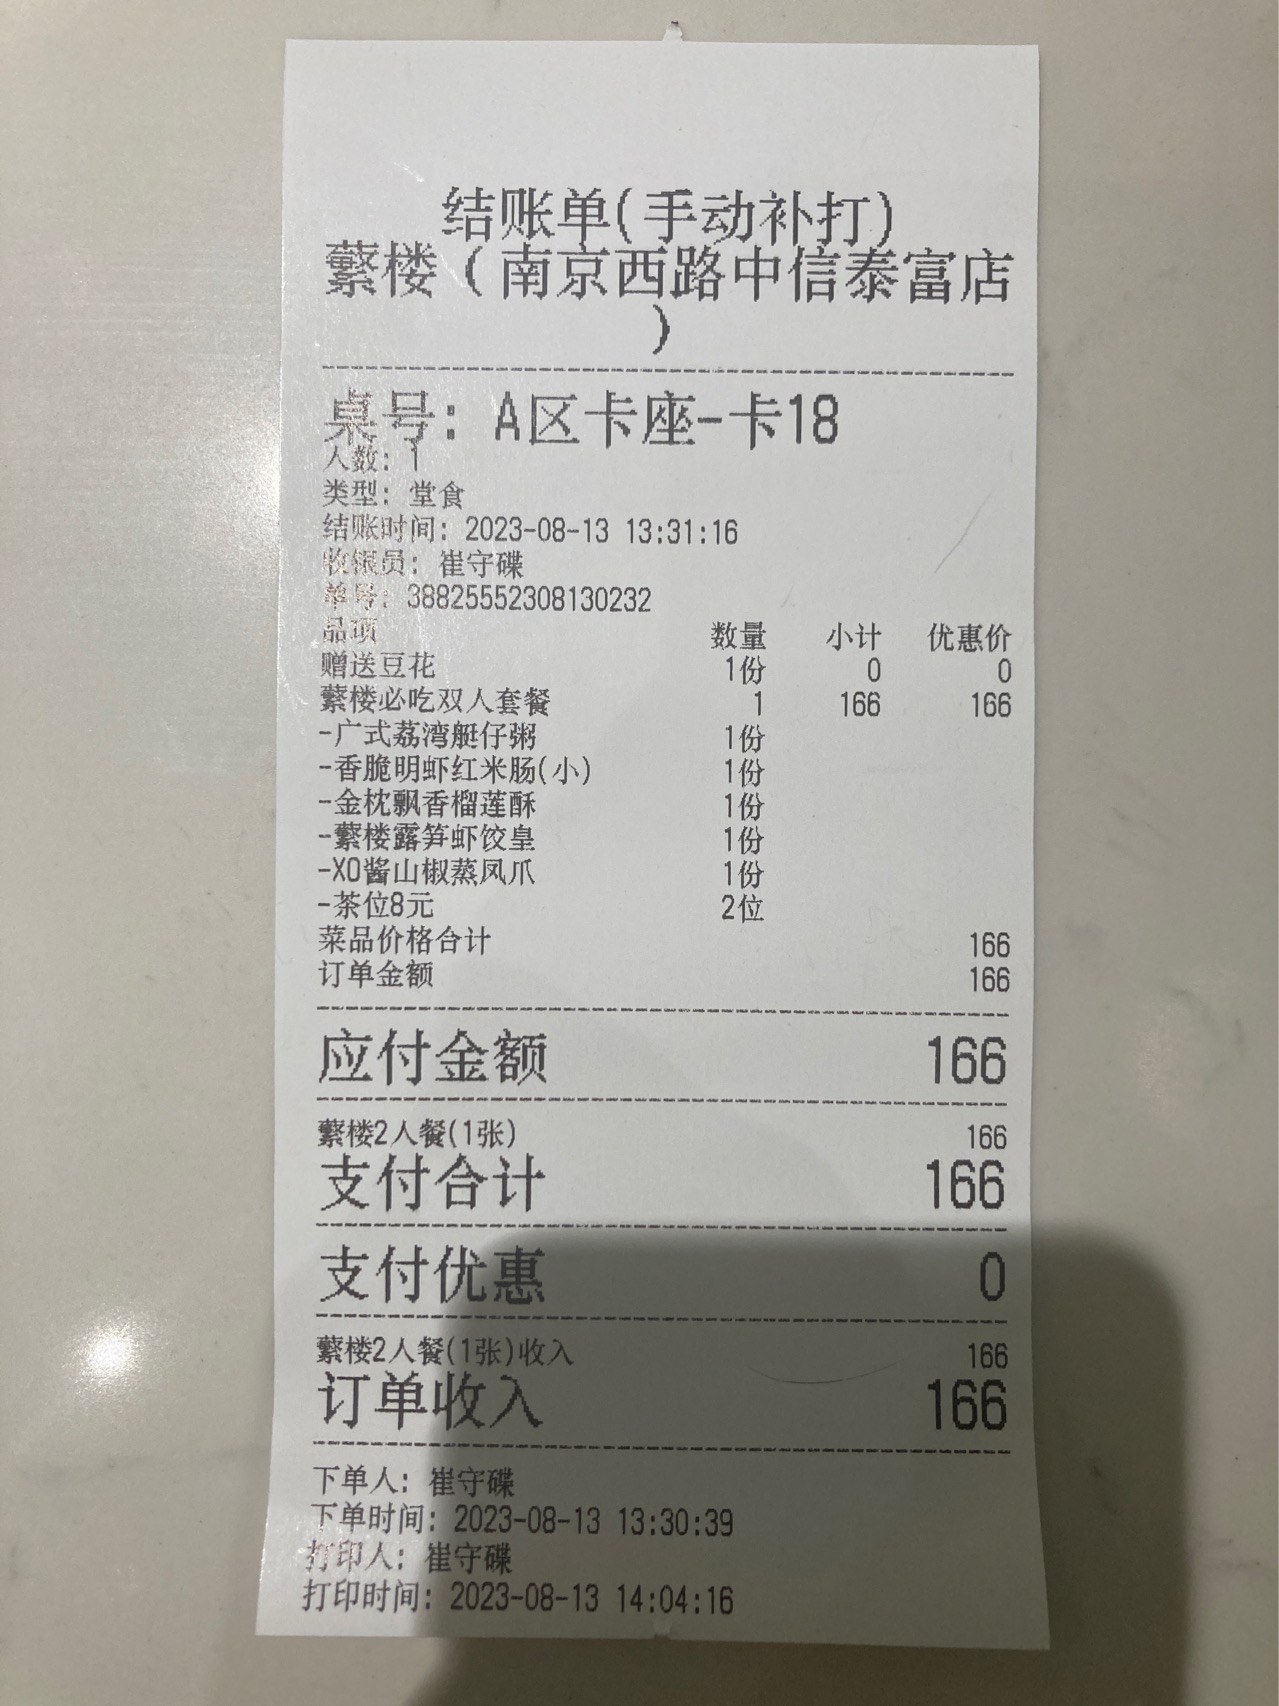 结账单(手动补打)
蘩楼(南京西路中信泰富店
)
桌号: A区卡座-卡18
人数: 1
类型: 堂食
结账时间: 2023-08-13 13:31:16
收银员: 崔守碟
单号: 38825552308130232
品项 数量 小计 优惠价
赠送豆花 1份 0 0
蘩楼必吃双人套餐 1 166 166
-广式荔湾艇仔粥 1份
-香脆明虾红米肠(小) 1份
-金枕飘香榴莲酥 1份
-蘩楼露笋虾饺皇 1份
-XO酱山椒蒸凤爪 1份
-茶位8元 2位
菜品价格合计 166
订单金额 166
应付金额 166
蘩楼2人餐(1张) 166
支付合计 166
支付优惠 0
蘩楼2人餐(1张)收入 166
订单收入 166
下单人: 崔守碟
下单时间: 2023-08-13 13:30:39
打印人: 崔守碟
打印时间: 2023-08-13 14:04:16